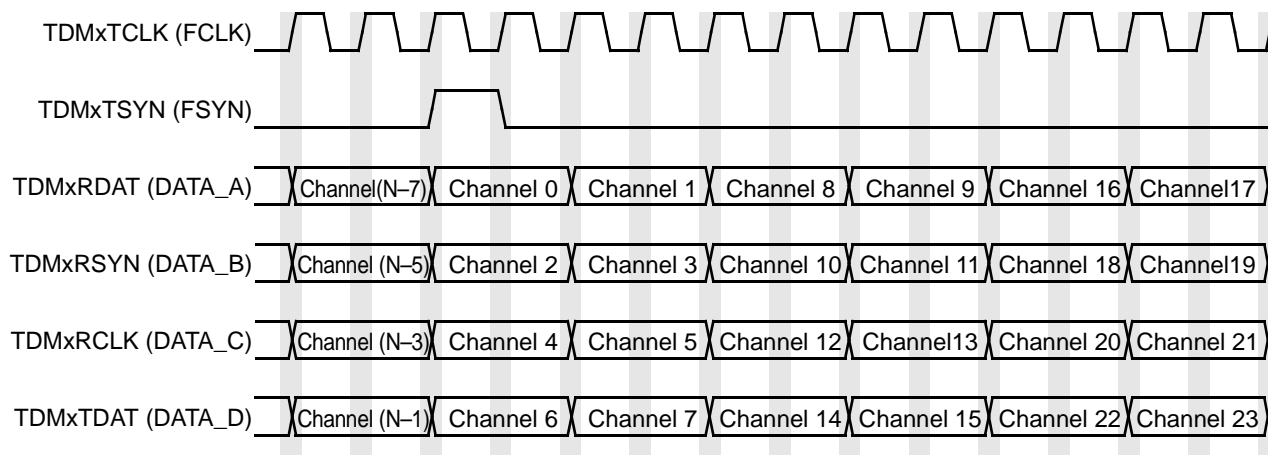 TDMxTCLK (FCLK)
TDMxTSYN (FSYN)
TDMxRDAT (DATA_A) Channel(N–7) Channel 0 Channel 1 Channel 8 Channel 9 Channel 16 Channel17
TDMxRSYN (DATA_B) Channel (N–5) Channel 2 Channel 3 Channel 10 Channel 11 Channel 18 Channel19
TDMxRCLK (DATA_C) Channel (N–3) Channel 4 Channel 5 Channel 12 Channel13 Channel 20 Channel 21
TDMxTDAT (DATA_D) Channel (N–1) Channel 6 Channel 7 Channel 14 Channel 15 Channel 22 Channel 23